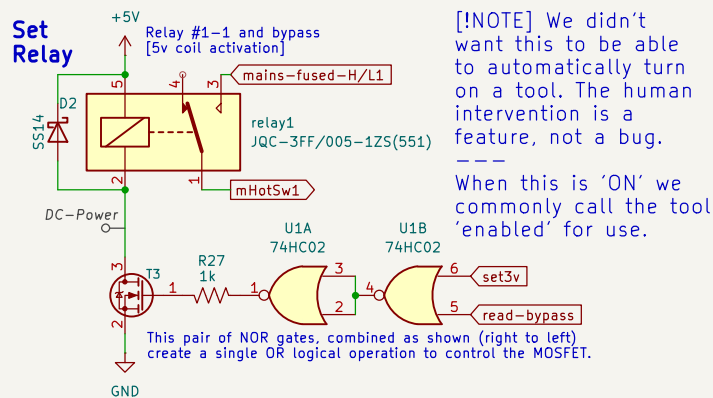 Set
Relay
+5V
Relay #1-1 and bypass
[5v coil activation]
[!NOTE] We didn't
want this to be able
to automatically turn
on a tool. The human
intervention is a
feature, not a bug.
---
When this is 'ON' we
commonly call the tool
'enabled' for use.
5
4
3
mains-fused-H/L1
D2
SS14
relay1
JQC-3FF/005-1ZS(551)
2
1
mHotSw1
DC-Power
U1A
74HC02
U1B
74HC02
3
T3
1
2
R27
1k
1
3
2
4
6
5
set3v
read-bypass
This pair of NOR gates, combined as shown (right to left)
create a single OR logical operation to control the MOSFET.
GND